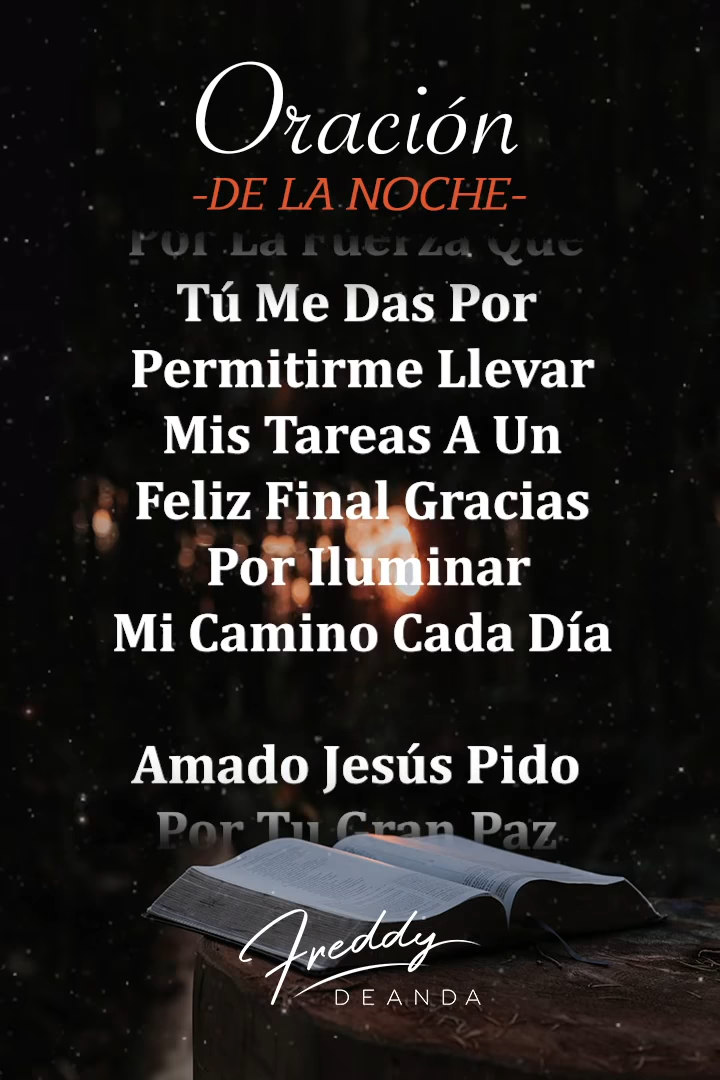 Oración
-DE LA NOCHE-
Por La Fuerza Que
Tú Me Das Por
Permitirme Llevar
Mis Tareas A Un
Feliz Final Gracias
Por Iluminar
Mi Camino Cada Día
Amado Jesús Pido
Por Tu Gran Paz
Freddy
DEANDA